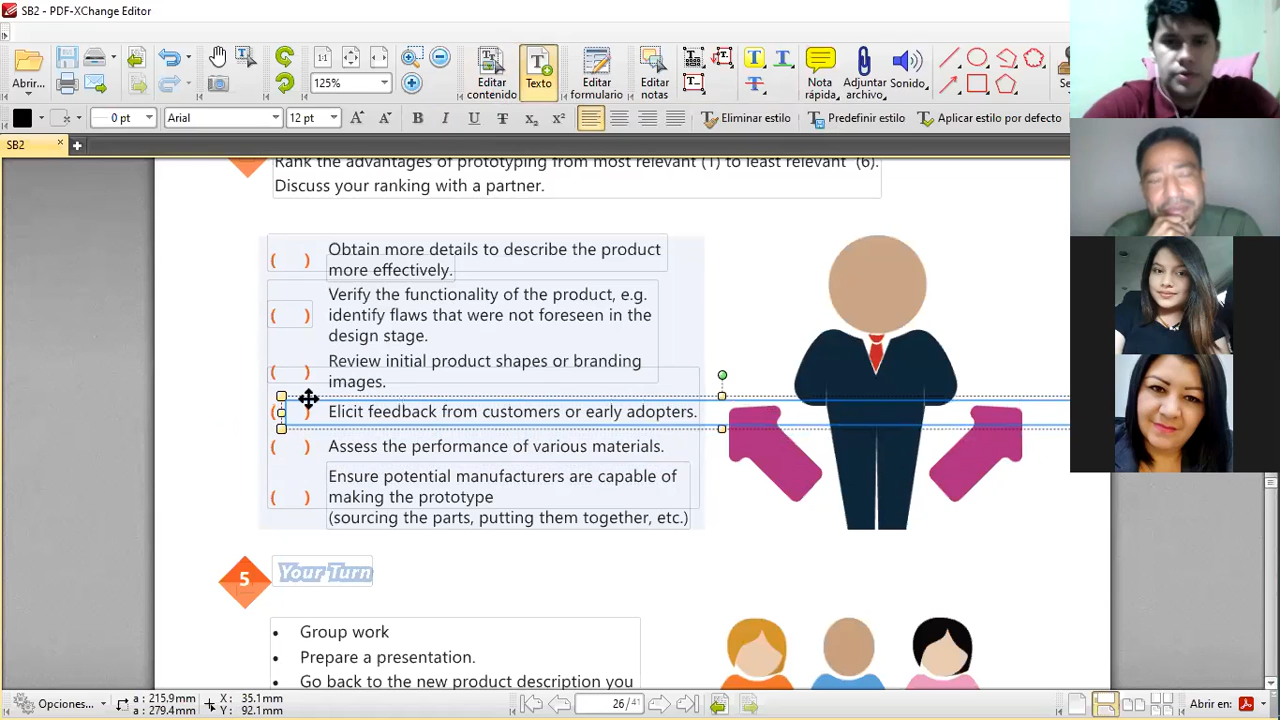 SB2 - PDF-XChange Editor
Abrir...
1:1
125%
Editar contenido
Texto
Editar formulario
Editar notas
Nota rápida
Adjuntar archivo
Sonido
0 pt
Arial
12 pt
Eliminar estilo
Predefinir estilo
Aplicar estilo por defecto
SB2
Rank the advantages of prototyping from most relevant (1) to least relevant (6).
Discuss your ranking with a partner.
( ) Obtain more details to describe the product
more effectively.
( ) Verify the functionality of the product, e.g.
identify flaws that were not foreseen in the
design stage.
( ) Review initial product shapes or branding
images.
( ) Elicit feedback from customers or early adopters.
( ) Assess the performance of various materials.
( ) Ensure potential manufacturers are capable of
making the prototype
(sourcing the parts, putting them together, etc.)
5 Your Turn
• Group work
• Prepare a presentation.
• Go back to the new product description you
Opciones...
a : 215.9mm
a : 279.4mm
X : 35.1mm
Y : 92.1mm
26 / 41
Abrir en: